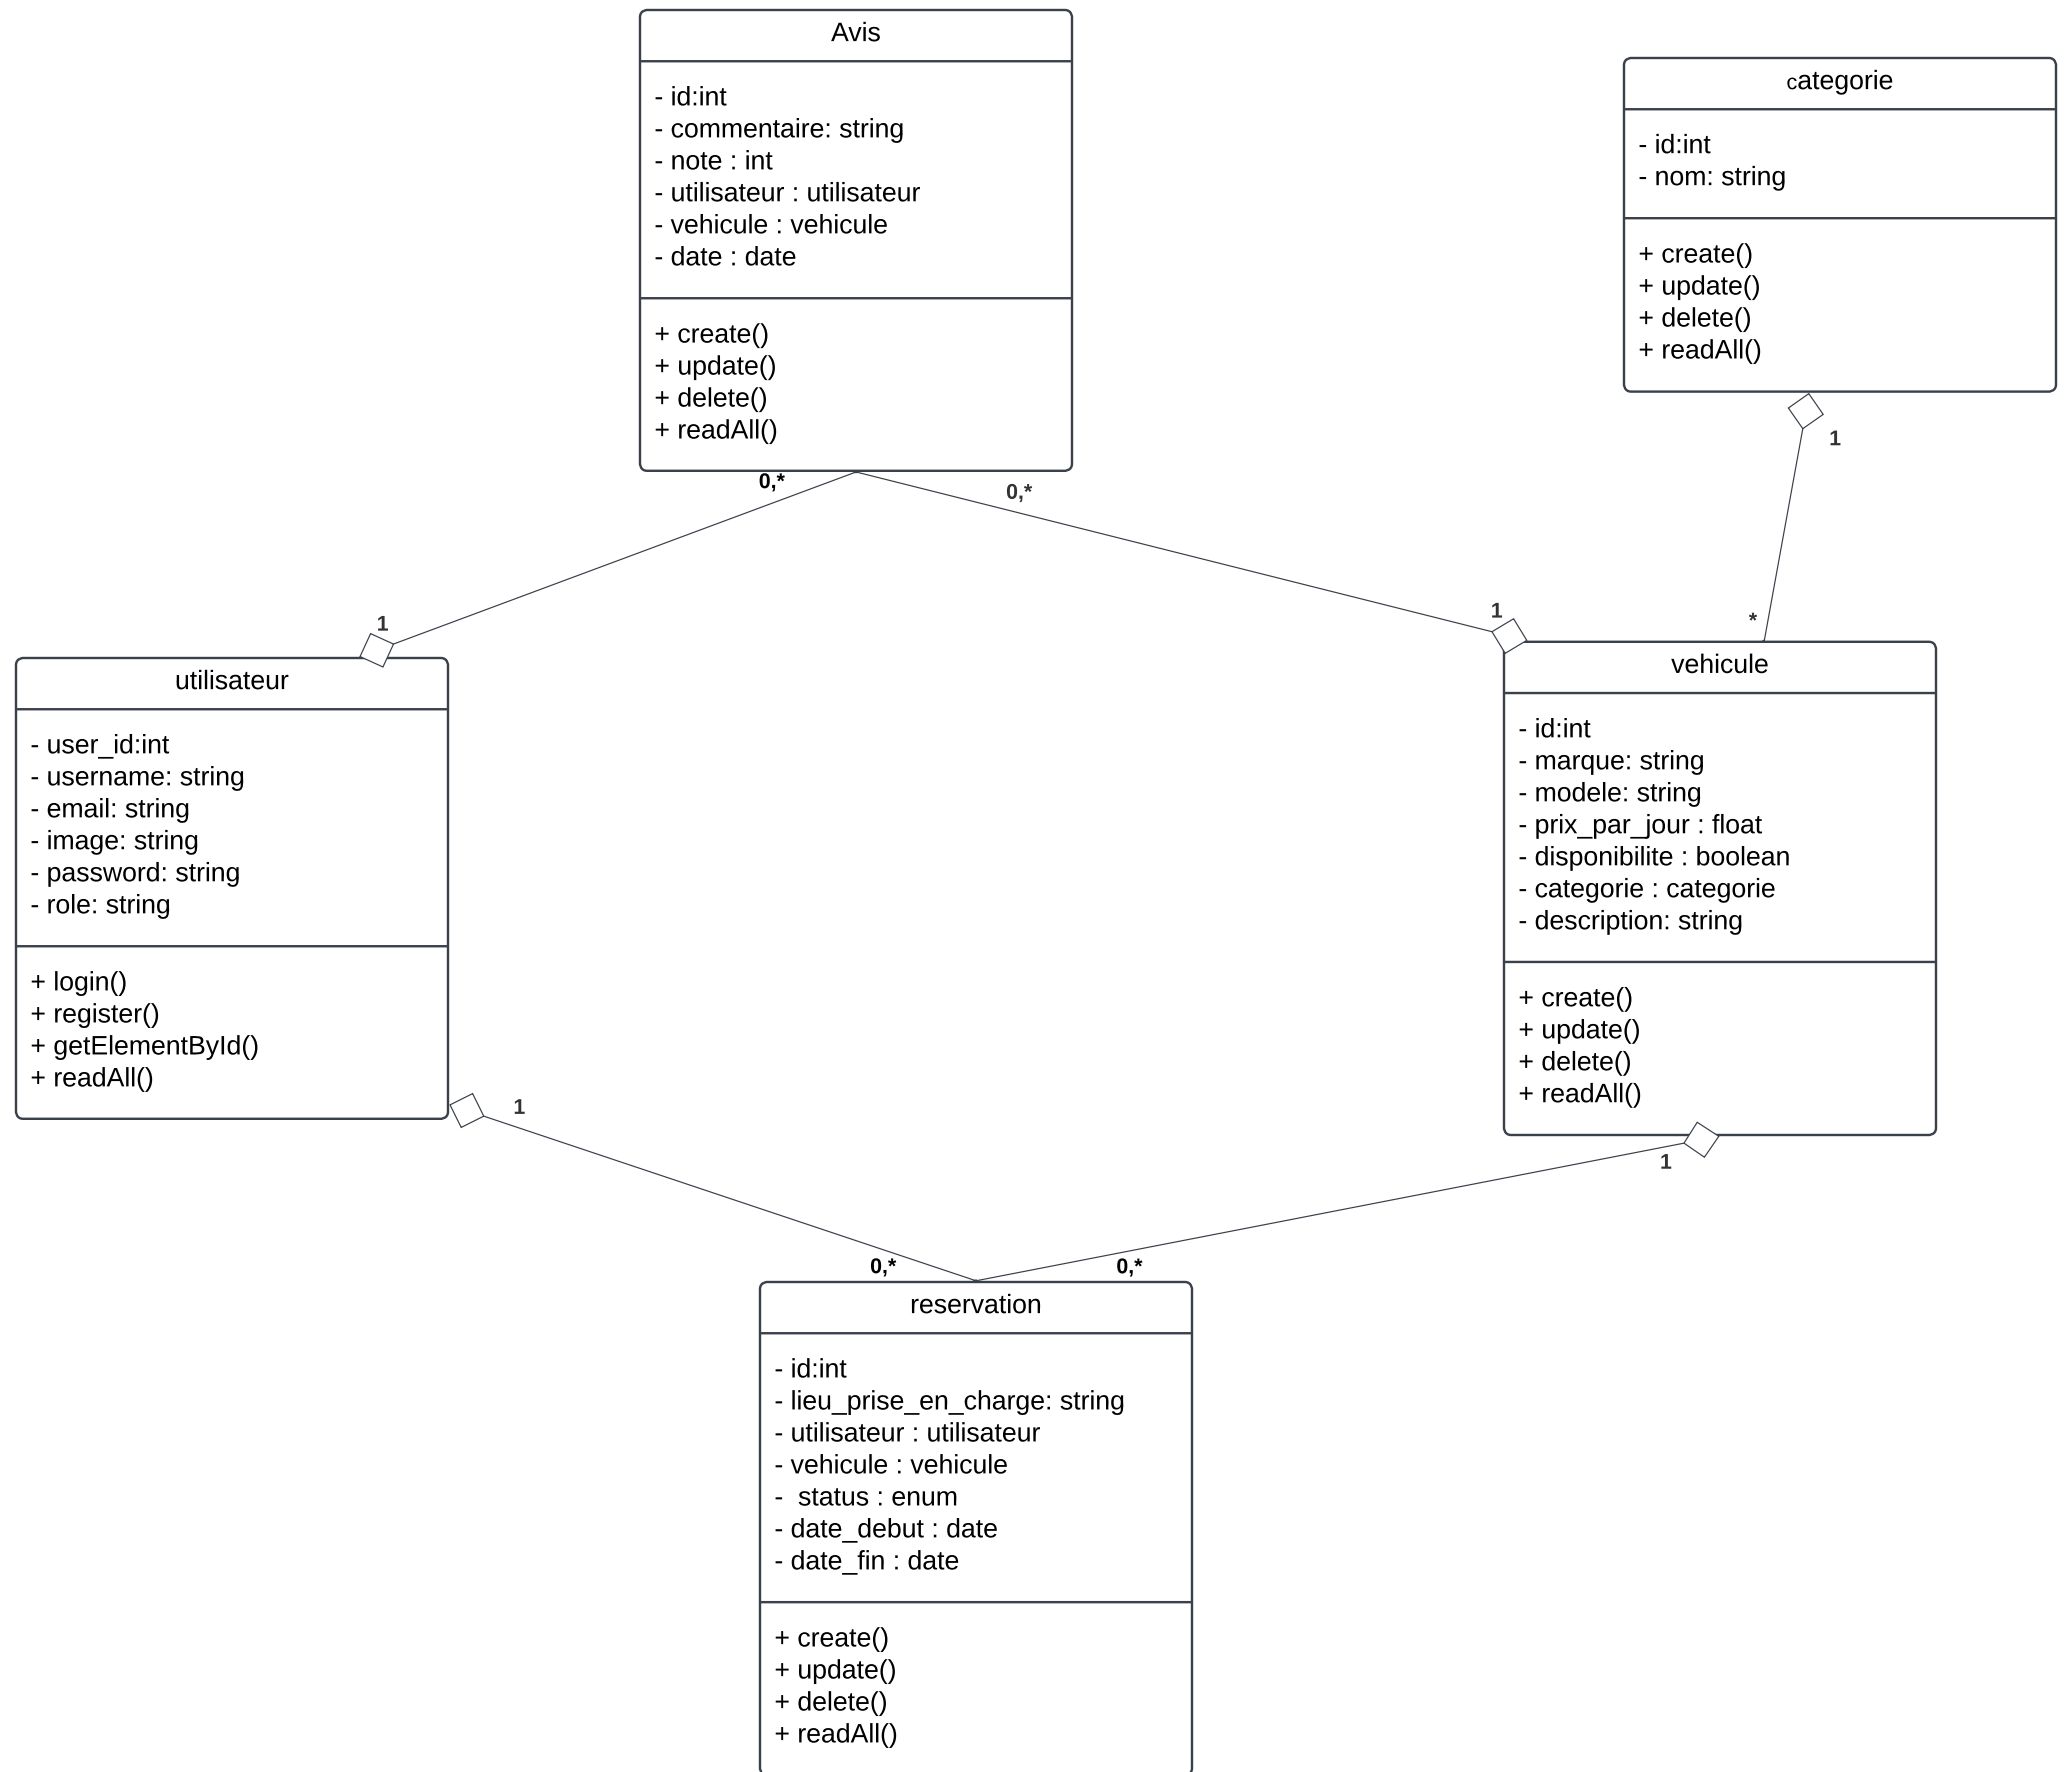 Avis
- id:int
- commentaire: string
- note : int
- utilisateur : utilisateur
- vehicule : vehicule
- date : date
+ create()
+ update()
+ delete()
+ readAll()
0,*
0,*
categorie
- id:int
- nom: string
+ create()
+ update()
+ delete()
+ readAll()
1
*
1
1
utilisateur
- user_id:int
- username: string
- email: string
- image: string
- password: string
- role: string
+ login()
+ register()
+ getElementById()
+ readAll()
1
vehicule
- id:int
- marque: string
- modele: string
- prix_par_jour : float
- disponibilite : boolean
- categorie : categorie
- description: string
+ create()
+ update()
+ delete()
+ readAll()
1
0,*
0,*
reservation
- id:int
- lieu_prise_en_charge: string
- utilisateur : utilisateur
- vehicule : vehicule
-  status : enum
- date_debut : date
- date_fin : date
+ create()
+ update()
+ delete()
+ readAll()